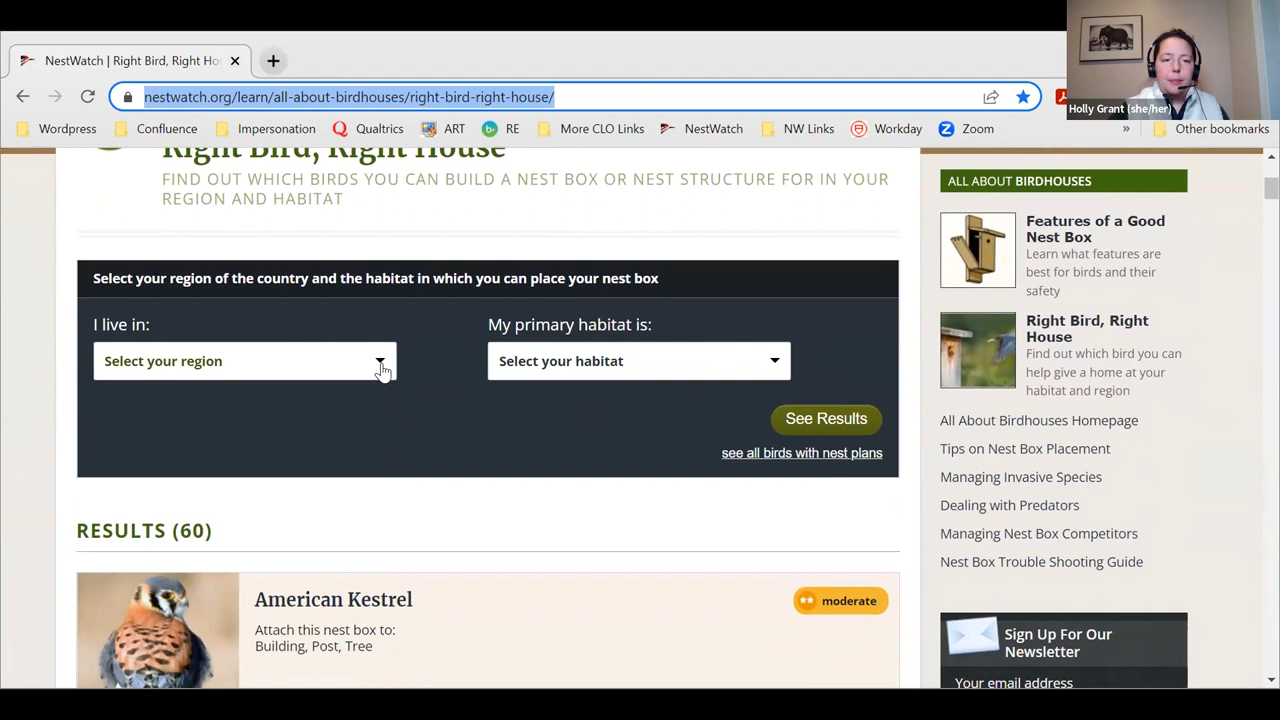 NestWatch | Right Bird, Right Ho
nestwatch.org/learn/all-about-birdhouses/right-bird-right-house/
Holly Grant (she/her)
Wordpress
Confluence
Impersonation
Qualtrics
ART
RE
More CLO Links
NestWatch
NW Links
Workday
Zoom
»
Other bookmarks
Right Bird, Right House
FIND OUT WHICH BIRDS YOU CAN BUILD A NEST BOX OR NEST STRUCTURE FOR IN YOUR
REGION AND HABITAT
Select your region of the country and the habitat in which you can place your nest box
I live in:
My primary habitat is:
Select your region
Select your habitat
See Results
see all birds with nest plans
RESULTS (60)
American Kestrel
moderate
Attach this nest box to:
Building, Post, Tree
ALL ABOUT BIRDHOUSES
Features of a Good
Nest Box
Learn what features are
best for birds and their
safety
Right Bird, Right
House
Find out which bird you can
help give a home at your
habitat and region
All About Birdhouses Homepage
Tips on Nest Box Placement
Managing Invasive Species
Dealing with Predators
Managing Nest Box Competitors
Nest Box Trouble Shooting Guide
Sign Up For Our
Newsletter
Your email address